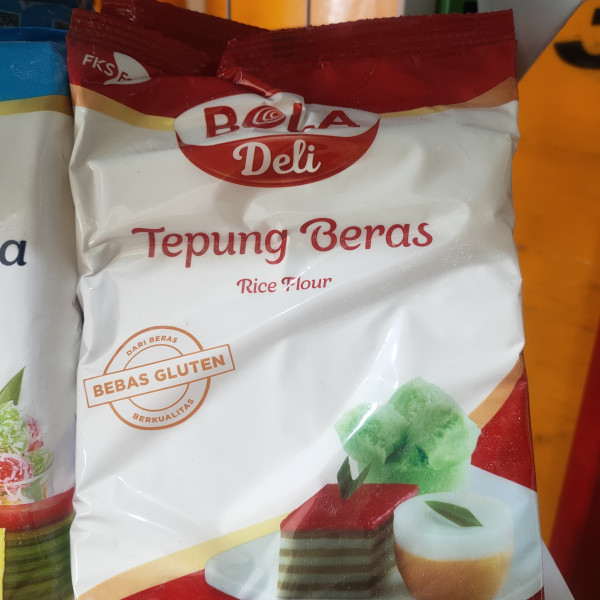 FKS F
BOLA
Deli
Tepung Beras
Rice Flour
DARI BERAS
BEBAS GLUTEN
BERKUALITAS
a